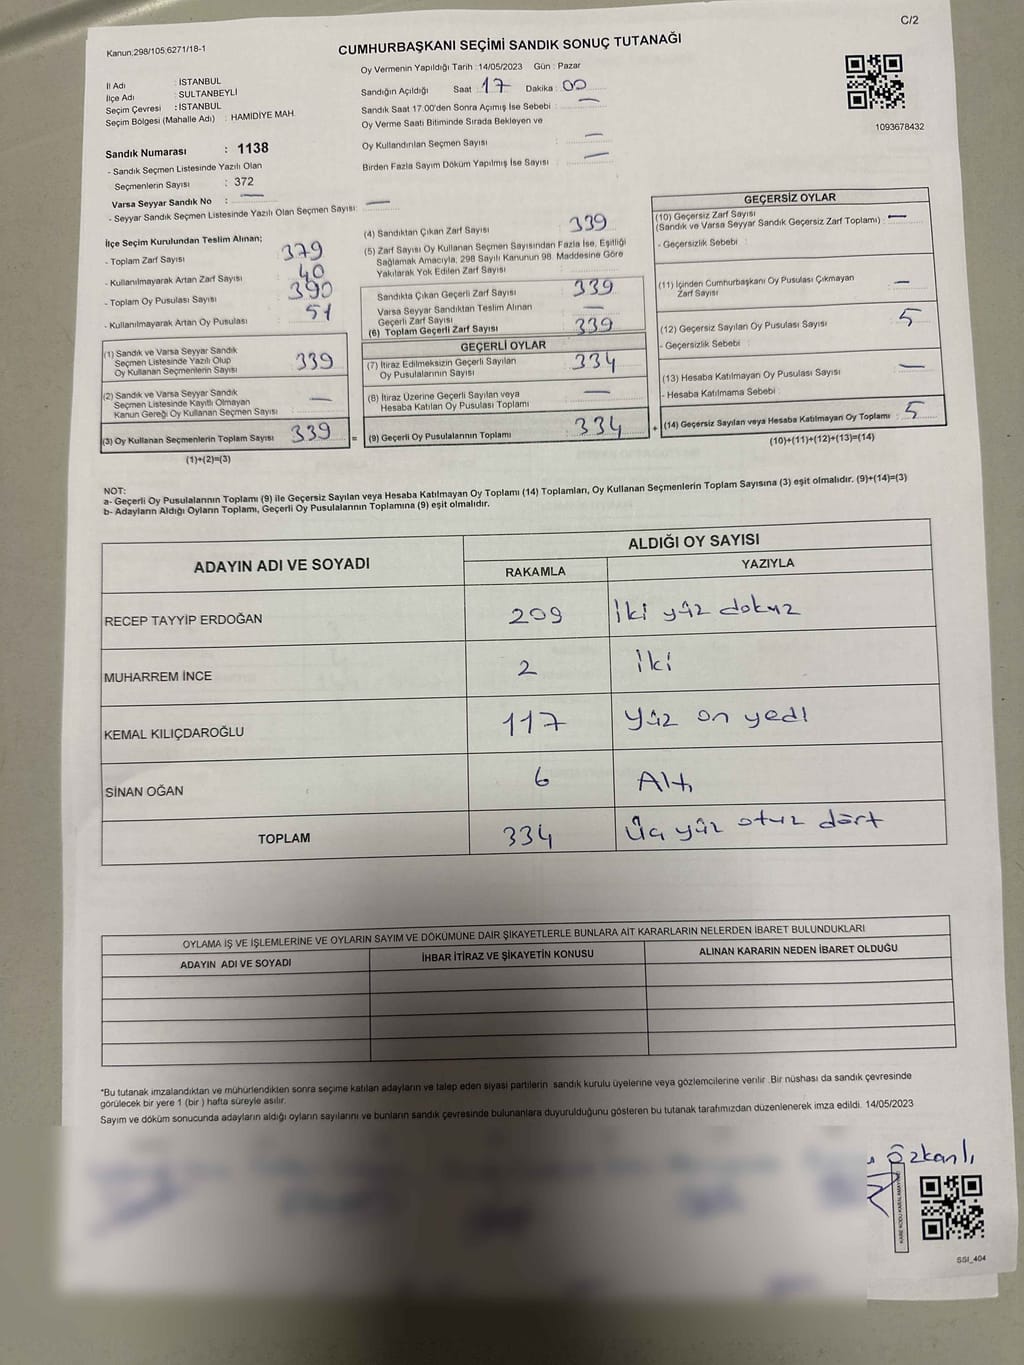 C/2
Kanun:298/105;6271/18-1
CUMHURBAŞKANI SEÇİMİ SANDIK SONUÇ TUTANAĞI
Oy Vermenin Yapıldığı Tarih : 14/05/2023 Gün : Pazar
İl Adı : İSTANBUL
İlçe Adı : SULTANBEYLİ
Seçim Çevresi : İSTANBUL
Seçim Bölgesi (Mahalle Adı) : HAMİDİYE MAH.
Sandığın Açıldığı Saat : 17 Dakika : 00
Sandık Saat 17:00'den Sonra Açımış İse Sebebi : —
Oy Verme Saati Bitiminde Sırada Bekleyen ve
Oy Kullandırılan Seçmen Sayısı : —
Birden Fazla Sayım Döküm Yapılmış İse Sayısı : —
1093678432
Sandık Numarası : 1138
- Sandık Seçmen Listesinde Yazılı Olan
Seçmenlerin Sayısı : 372
Varsa Seyyar Sandık No : —
- Seyyar Sandık Seçmen Listesinde Yazılı Olan Seçmen Sayısı: —
İlçe Seçim Kurulundan Teslim Alınan;
- Toplam Zarf Sayısı : 379
- Kullanılmayarak Artan Zarf Sayısı : 40
- Toplam Oy Pusulası Sayısı : 390
- Kullanılmayarak Artan Oy Pusulası : 51
(1) Sandık ve Varsa Seyyar Sandık
Seçmen Listesinde Yazılı Olup
Oy Kullanan Seçmenlerin Sayısı : 339
(2) Sandık ve Varsa Seyyar Sandık
Seçmen Listesinde Kayıtlı Olmayan
Kanun Gereği Oy Kullanan Seçmen Sayısı : —
(3) Oy Kullanan Seçmenlerin Toplam Sayısı : 339
(1)+(2)=(3)
=
(4) Sandıktan Çıkan Zarf Sayısı : 339
(5) Zarf Sayısı Oy Kullanan Seçmen Sayısından Fazla İse, Eşitliği
Sağlamak Amacıyla, 298 Sayılı Kanunun 98. Maddesine Göre
Yakılarak Yok Edilen Zarf Sayısı :
Sandıkta Çıkan Geçerli Zarf Sayısı : 339
Varsa Seyyar Sandıktan Teslim Alınan
Geçerli Zarf Sayısı : —
(6) Toplam Geçerli Zarf Sayısı : 339
GEÇERLİ OYLAR
(7) İtiraz Edilmeksizin Geçerli Sayılan
Oy Pusulalarının Sayısı : 334
(8) İtiraz Üzerine Geçerli Sayılan veya
Hesaba Katılan Oy Pusulası Toplamı : —
(9) Geçerli Oy Pusulalarının Toplamı : 334
+
GEÇERSİZ OYLAR
(10) Geçersiz Zarf Sayısı
(Sandık ve Varsa Seyyar Sandık Geçersiz Zarf Toplamı) : —
- Geçersizlik Sebebi :
(11) İçinden Cumhurbaşkanı Oy Pusulası Çıkmayan
Zarf Sayısı : —
(12) Geçersiz Sayılan Oy Pusulası Sayısı : 5
- Geçersizlik Sebebi :
(13) Hesaba Katılmayan Oy Pusulası Sayısı : —
- Hesaba Katılmama Sebebi :
(14) Geçersiz Sayılan veya Hesaba Katılmayan Oy Toplamı : 5
(10)+(11)+(12)+(13)=(14)
NOT:
a- Geçerli Oy Pusulalarının Toplamı (9) ile Geçersiz Sayılan veya Hesaba Katılmayan Oy Toplamı (14) Toplamları, Oy Kullanan Seçmenlerin Toplam Sayısına (3) eşit olmalıdır. (9)+(14)=(3)
b- Adayların Aldığı Oyların Toplamı, Geçerli Oy Pusulalarının Toplamına (9) eşit olmalıdır.
ADAYIN ADI VE SOYADI ALDIĞI OY SAYISI
RAKAMLA YAZIYLA
RECEP TAYYİP ERDOĞAN 209 İki yüz dokuz
MUHARREM İNCE 2 İki
KEMAL KILIÇDAROĞLU 117 Yüz on yedi
SİNAN OĞAN 6 Altı
TOPLAM 334 Üç yüz otuz dört
OYLAMA İŞ VE İŞLEMLERİNE VE OYLARIN SAYIM VE DÖKÜMÜNE DAİR ŞİKAYETLERLE BUNLARA AİT KARARLARIN NELERDEN İBARET BULUNDUKLARI
ADAYIN ADI VE SOYADI İHBAR İTİRAZ VE ŞİKAYETİN KONUSU ALINAN KARARIN NEDEN İBARET OLDUĞU
*Bu tutanak imzalandıktan ve mühürlendikten sonra seçime katılan adayların ve talep eden siyasi partilerin sandık kurulu üyelerine veya gözlemcilerine verilir .Bir nüshası da sandık çevresinde
görülecek bir yere 1 (bir ) hafta süreyle asılır.
Sayım ve döküm sonucunda adayların aldığı oyların sayılarını ve bunların sandık çevresinde bulunanlara duyurulduğunu gösteren bu tutanak tarafımızdan düzenlenerek imza edildi. 14/05/2023
Özkanlı
SSI_404